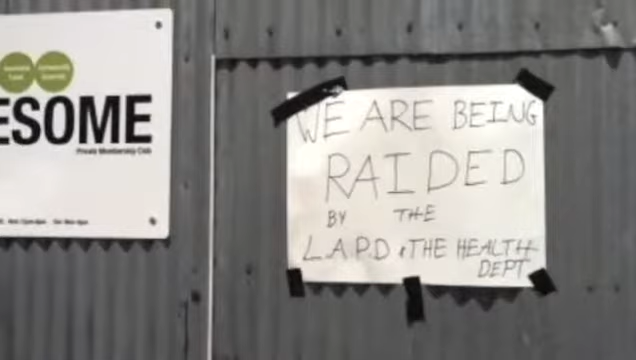 ESOME
Private Membership Club
WE ARE BEING
RAIDED
BY THE
L.A.P.D & THE HEALTH
DEPT